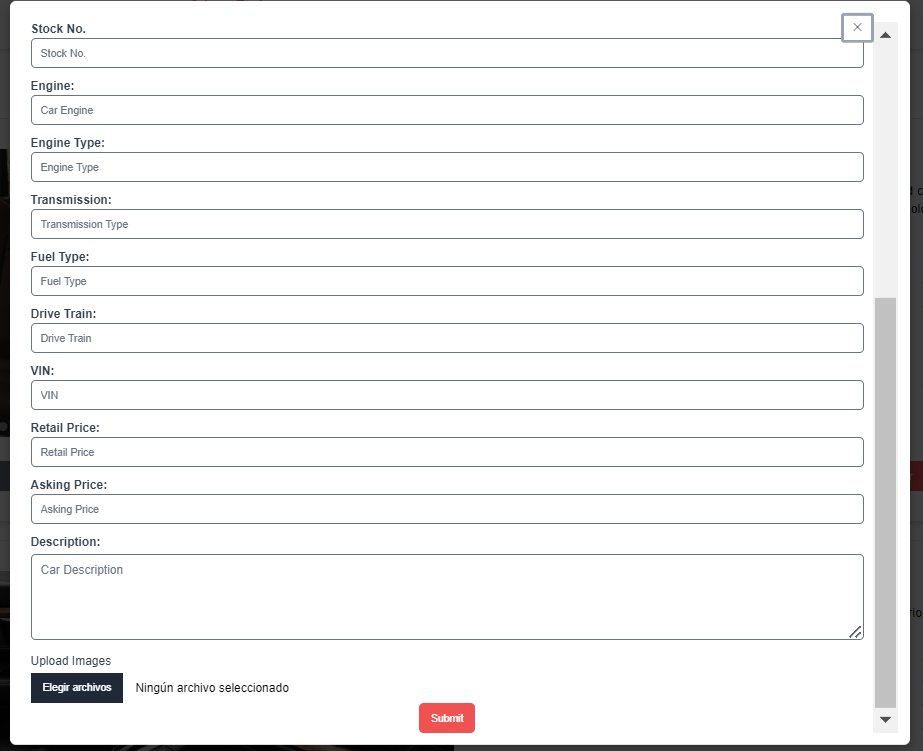 Stock No.
Stock No.
Engine:
Car Engine
Engine Type:
Engine Type
Transmission:
Transmission Type
Fuel Type:
Fuel Type
Drive Train:
Drive Train
VIN:
VIN
Retail Price:
Retail Price
Asking Price:
Asking Price
Description:
Car Description
Upload Images
Elegir archivos Ningún archivo seleccionado
Submit